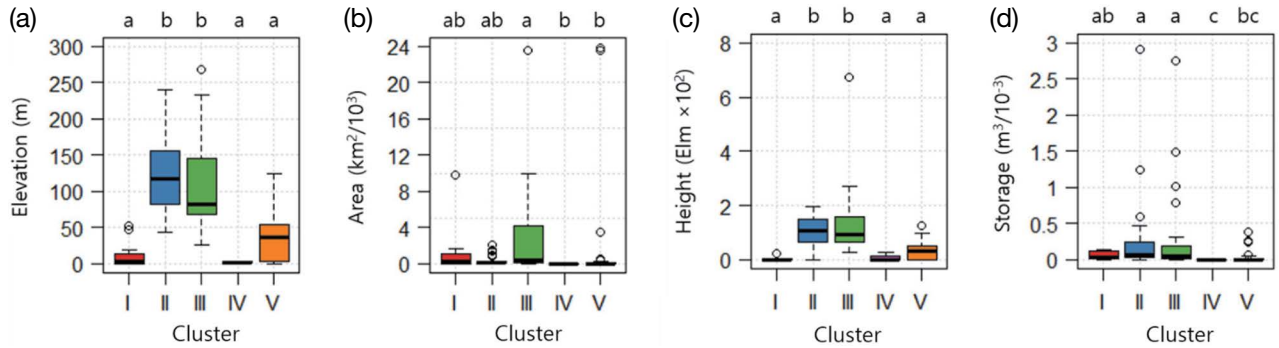 (a)
a b b a a
Elevation (m)
300
250
200
150
100
50
0
I II III IV V
Cluster
(b)
ab ab a b b
Area (km²/10³)
24
20
16
12
8
4
0
I II III IV V
Cluster
(c)
a b b a a
Height (Elm ×10²)
8
6
4
2
0
I II III IV V
Cluster
(d)
ab a a c bc
Storage (m³/10⁻³)
3
2.5
2
1.5
1
0.5
0
I II III IV V
Cluster